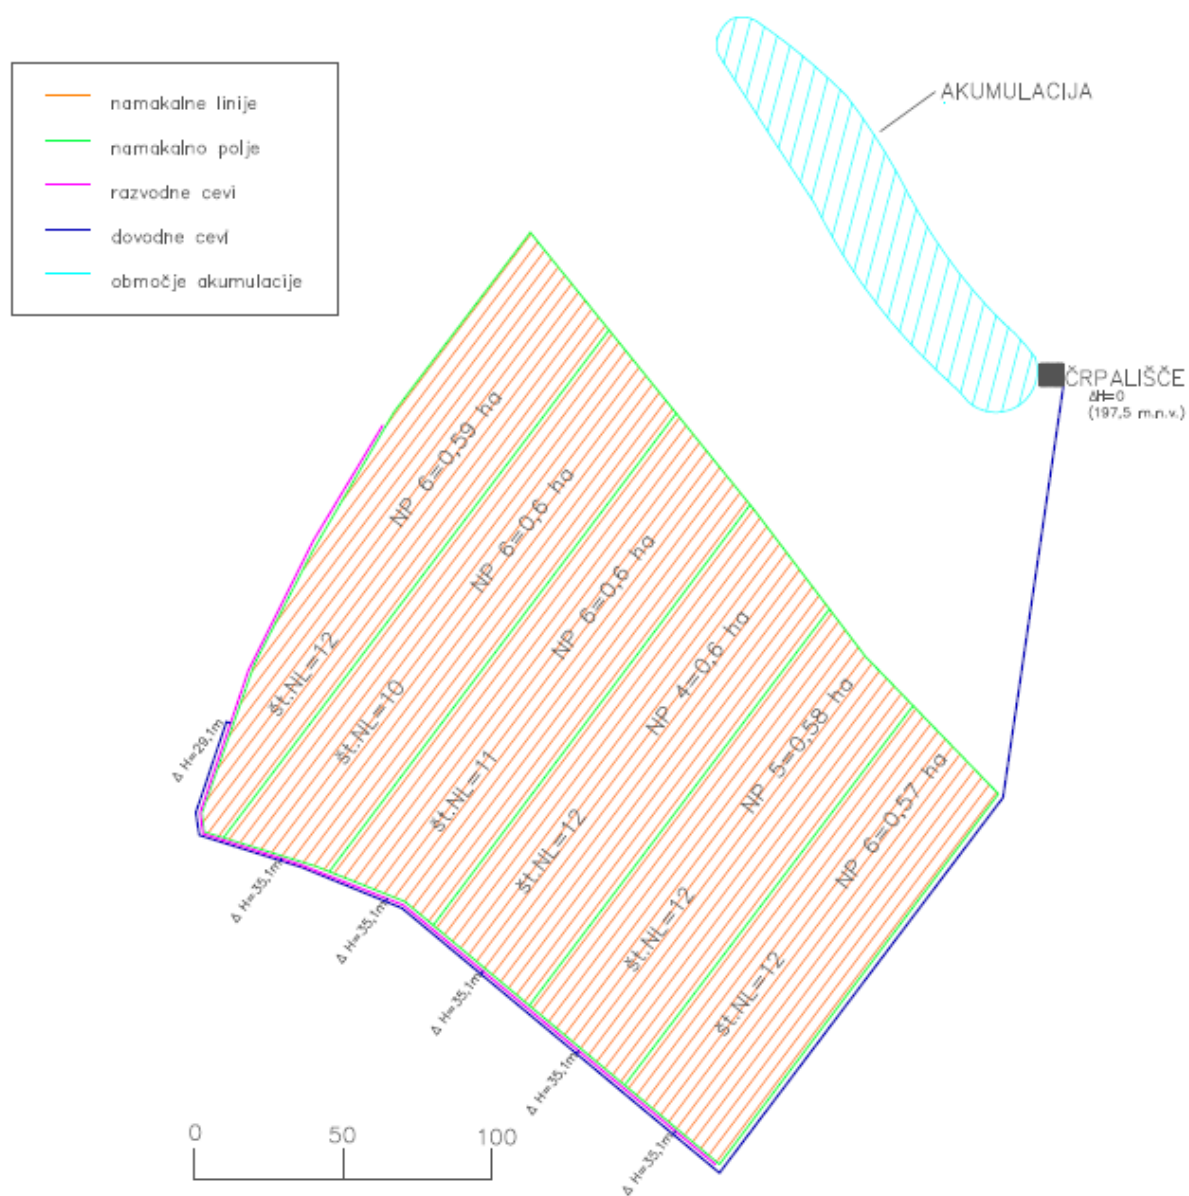 namakalne linije
namakalno polje
razvodne cevi
dovodne cevi
območje akumulacije
AKUMULACIJA
ČRPALIŠČE
ΔH=0
(197,5 m.n.v.)
NP 6=0,59 ha
NP 6=0,6 ha
NP 6=0,6 ha
NP 4=0,6 ha
NP 5=0,58 ha
NP 6=0,57 ha
št.NL=12
št.NL=10
št.NL=11
št.NL=12
št.NL=12
št.NL=12
Δ H=29,1m
Δ H=35,1m
Δ H=35,1m
Δ H=35,1m
Δ H=35,1m
Δ H=35,1m
0 50 100